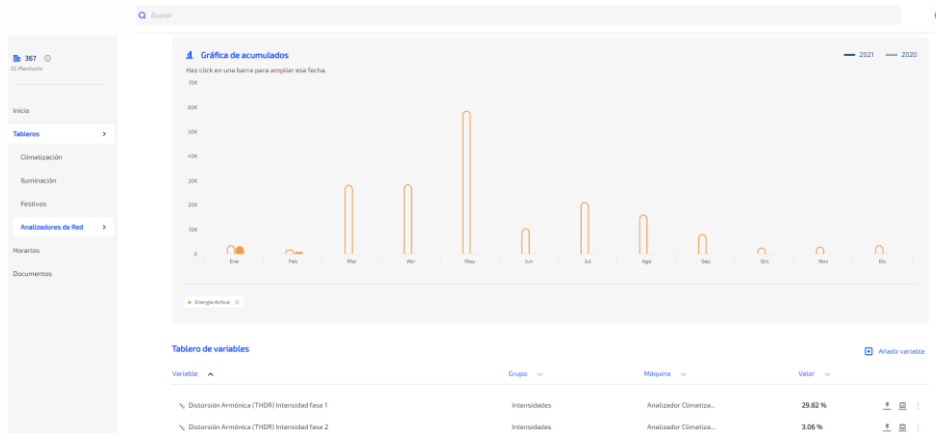 Buscar
367
EC Manduvio
Inicio
Tableros
Climatización
Iluminación
Festivos
Analizadores de Red
Horarios
Documentos
Gráfica de acumulados
2021
2020
Haz click en una barra para ampliar esa fecha.
70K
60K
50K
40K
30K
20K
10K
0
Ene
Feb
Mar
Abr
May
Jun
Jul
Ago
Sep
Oct
Nov
Dic
Energía Activa
Tablero de variables
Añadir variable
Variable
Grupo
Máquina
Valor
Distorsión Armónica (THDR) Intensidad fase 1
Intensidades
Analizador Climatiza...
29.82 %
Distorsión Armónica (THDR) Intensidad fase 2
Intensidades
Analizador Climatiza...
3.06 %